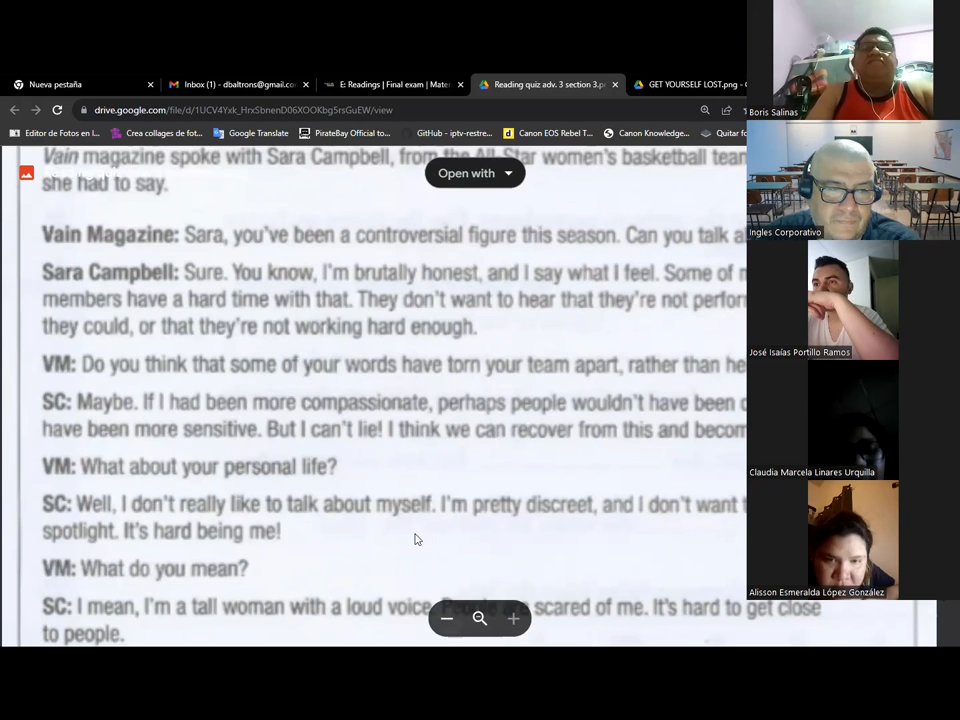 Nueva pestaña
Inbox (1) - dbaltrons@gmail.co
E: Readings | Final exam | Mate
Reading quiz adv. 3 section 3.p
GET YOURSELF LOST.png -
drive.google.com/file/d/1UCV4Yxk_HrxSbnenD06XOOKbg5rsGuEW/view
Editor de Fotos en l...
Crea collages de fot...
Google Translate
PirateBay Official to...
GitHub - iptv-restre...
Canon EOS Rebel T...
Canon Knowledge...
Quitar fo
Vain magazine spoke with Sara Campbell, from the All-Star women's basketball team
she had to say.
Open with
Vain Magazine: Sara, you've been a controversial figure this season. Can you talk a
Sara Campbell: Sure. You know, I'm brutally honest, and I say what I feel. Some of
members have a hard time with that. They don't want to hear that they're not perfor
they could, or that they're not working hard enough.
VM: Do you think that some of your words have torn your team apart, rather than he
SC: Maybe. If I had been more compassionate, perhaps people wouldn't have been
have been more sensitive. But I can't lie! I think we can recover from this and becom
VM: What about your personal life?
SC: Well, I don't really like to talk about myself. I'm pretty discreet, and I don't want
spotlight. It's hard being me!
VM: What do you mean?
SC: I mean, I'm a tall woman with a loud voice. People are scared of me. It's hard to get close
to people.
Boris Salinas
Ingles Corporativo
José Isaías Portillo Ramos
Claudia Marcela Linares Urquilla
Alisson Esmeralda López González